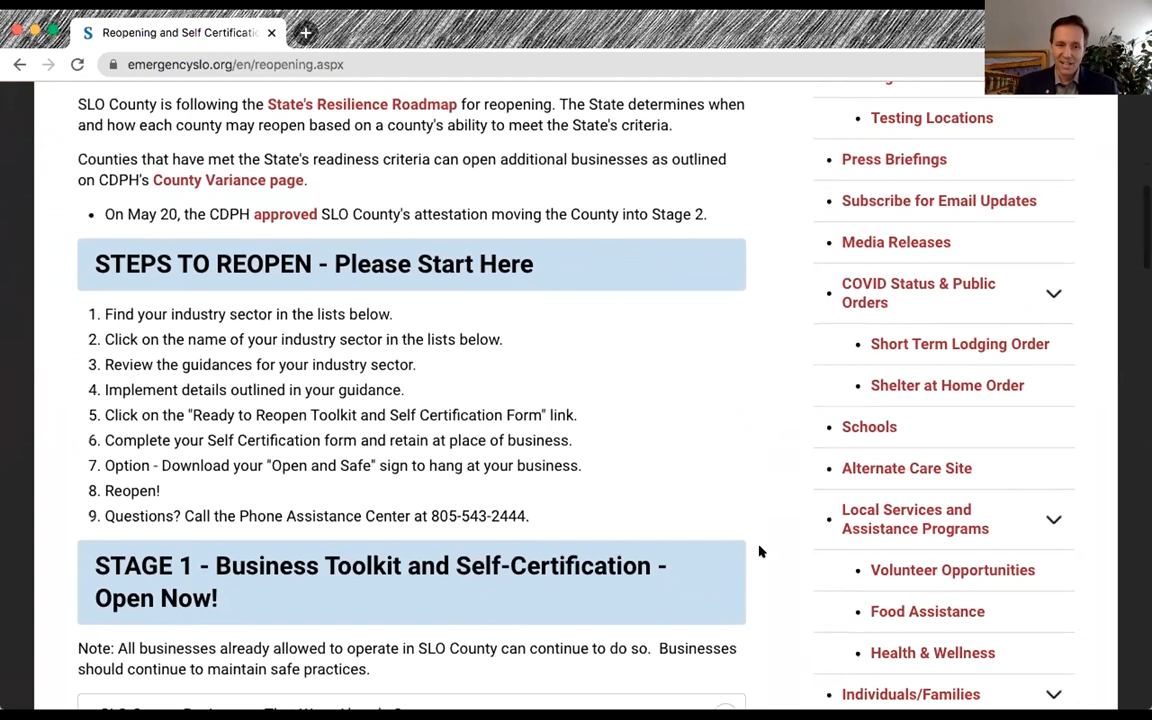 Reopening and Self Certificatio
emergencyslo.org/en/reopening.aspx
SLO County is following the State's Resilience Roadmap for reopening. The State determines when
and how each county may reopen based on a county's ability to meet the State's criteria.
Counties that have met the State's readiness criteria can open additional businesses as outlined
on CDPH's County Variance page.
• On May 20, the CDPH approved SLO County's attestation moving the County into Stage 2.
STEPS TO REOPEN - Please Start Here
1. Find your industry sector in the lists below.
2. Click on the name of your industry sector in the lists below.
3. Review the guidances for your industry sector.
4. Implement details outlined in your guidance.
5. Click on the "Ready to Reopen Toolkit and Self Certification Form" link.
6. Complete your Self Certification form and retain at place of business.
7. Option - Download your "Open and Safe" sign to hang at your business.
8. Reopen!
9. Questions? Call the Phone Assistance Center at 805-543-2444.
STAGE 1 - Business Toolkit and Self-Certification -
Open Now!
Note: All businesses already allowed to operate in SLO County can continue to do so. Businesses
should continue to maintain safe practices.
• Testing Locations
• Press Briefings
• Subscribe for Email Updates
• Media Releases
• COVID Status & Public
Orders
• Short Term Lodging Order
• Shelter at Home Order
• Schools
• Alternate Care Site
• Local Services and
Assistance Programs
• Volunteer Opportunities
• Food Assistance
• Health & Wellness
• Individuals/Families